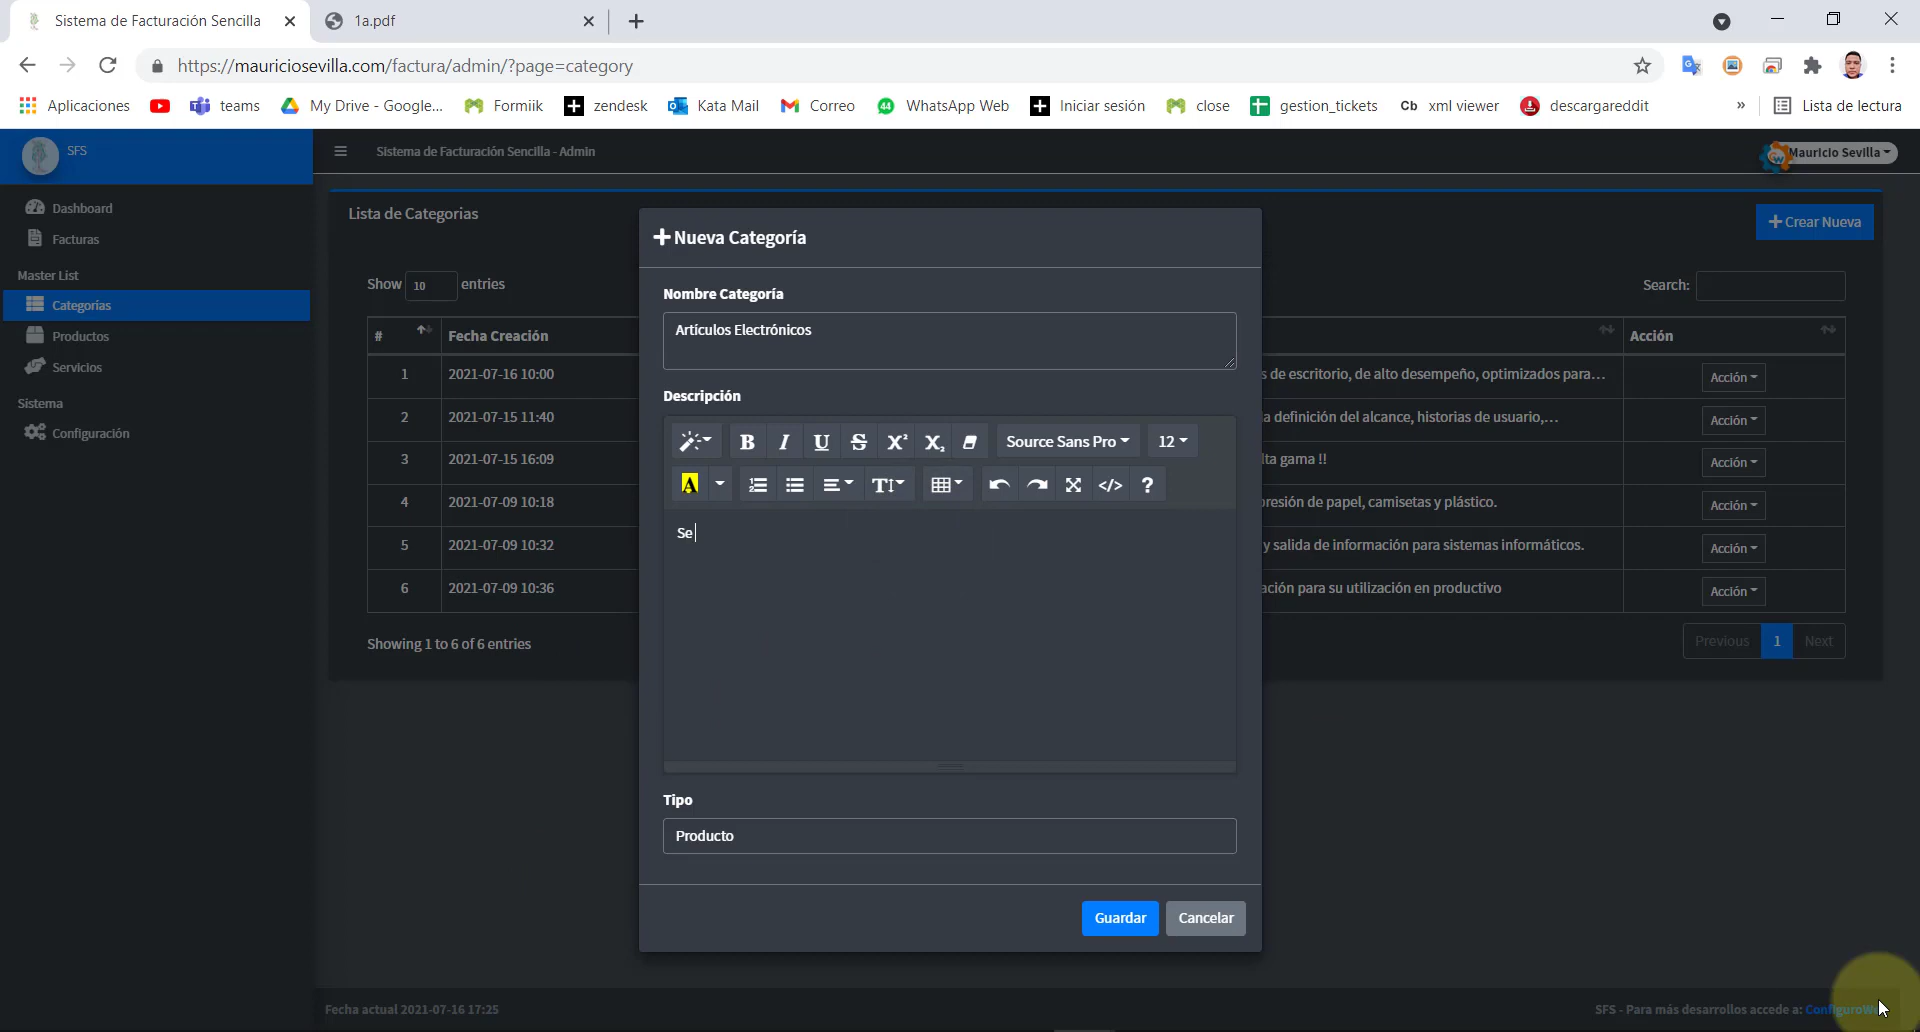 Sistema de Facturación Sencilla
1a.pdf
https://mauriciosevilla.com/factura/admin/?page=category
Aplicaciones
teams
My Drive - Google...
Formiik
zendesk
Kata Mail
Correo
44
WhatsApp Web
Iniciar sesión
close
gestion_tickets
Cb xml viewer
descargareddit
»
Lista de lectura
SFS
Sistema de Facturación Sencilla - Admin
Mauricio Sevilla
Dashboard
Facturas
Master List
Categorías
Productos
Servicios
Sistema
Configuración
Lista de Categorias
Crear Nueva
Show 10 entries
Search:
# Fecha Creación Acción
1 2021-07-16 10:00 s de escritorio, de alto desempeño, optimizados para... Acción
2 2021-07-15 11:40 a definición del alcance, historias de usuario,... Acción
3 2021-07-15 16:09 lta gama !! Acción
4 2021-07-09 10:18 presión de papel, camisetas y plástico. Acción
5 2021-07-09 10:32 y salida de información para sistemas informáticos. Acción
6 2021-07-09 10:36 ación para su utilización en productivo Acción
Showing 1 to 6 of 6 entries
Previous 1 Next
Nueva Categoría
Nombre Categoría
Artículos Electrónicos
Descripción
B I U S X² X₂ Source Sans Pro 12
A T </> ?
Se
Tipo
Producto
Guardar
Cancelar
Fecha actual 2021-07-16 17:25
SFS - Para más desarrollos accede a: ConfiguroWe